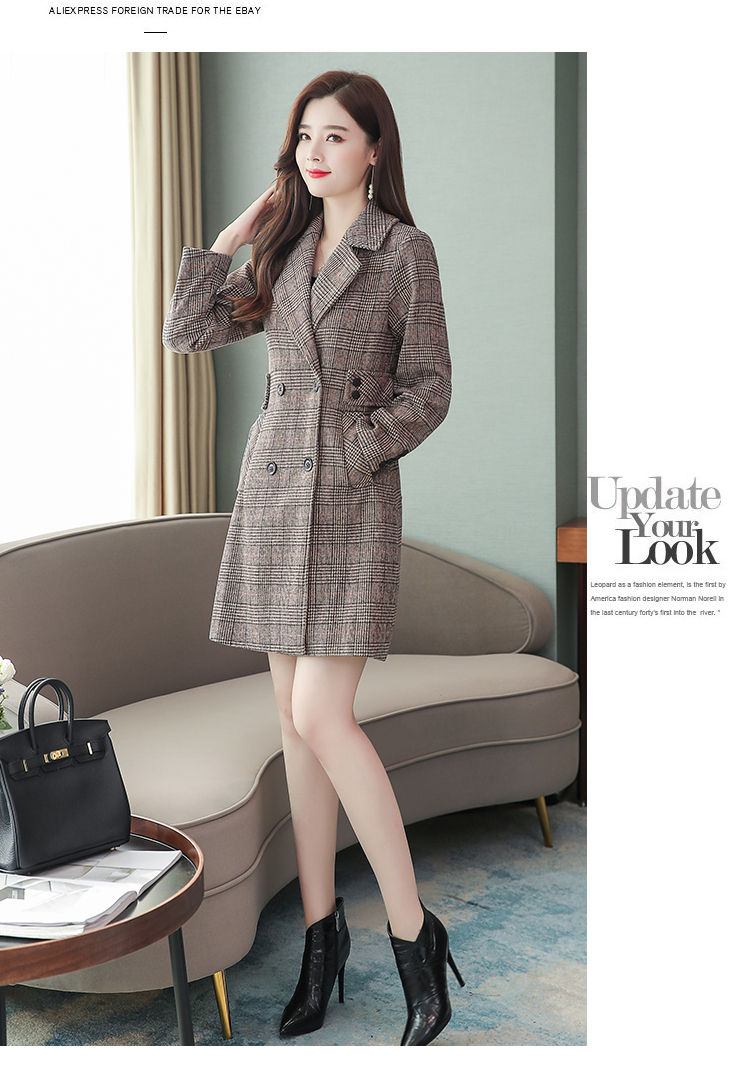 ALIEXPRESS FOREIGN TRADE FOR THE EBAY
Update
Your
Look
Leopard as a fashion element, is the first by
America fashion designer Norman Norell in
the last century forty's first into the river. "